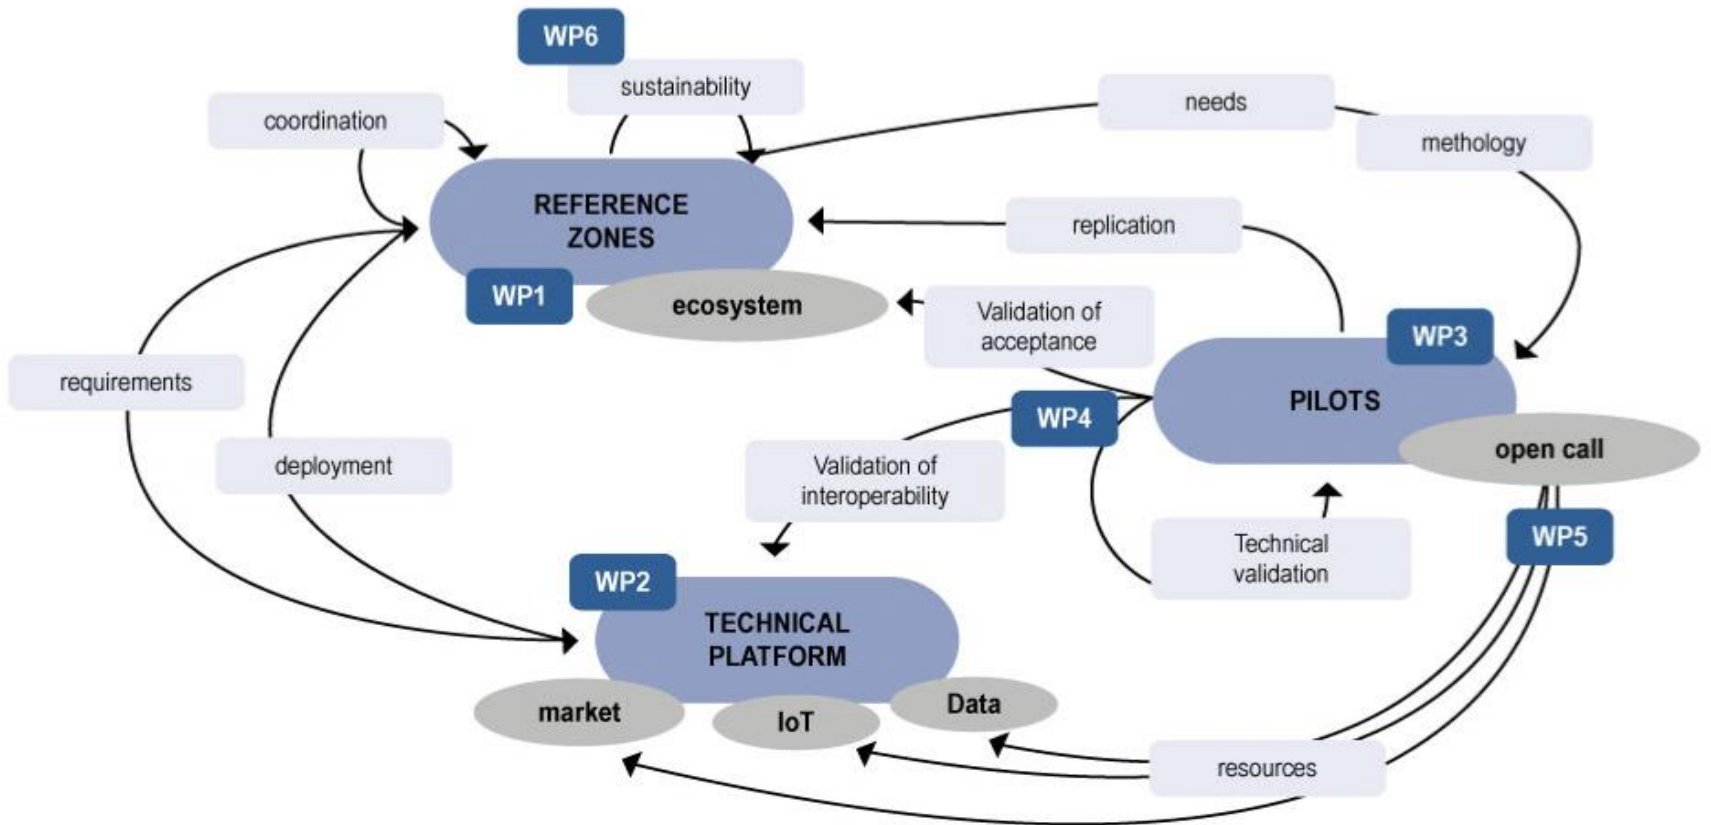 WP6
sustainability
coordination
needs
methology
REFERENCE
ZONES
replication
WP1
ecosystem
Validation of
acceptance
WP3
requirements
PILOTS
WP4
deployment
open call
Validation of
interoperability
WP5
Technical
validation
WP2
TECHNICAL
PLATFORM
market
IoT
Data
resources